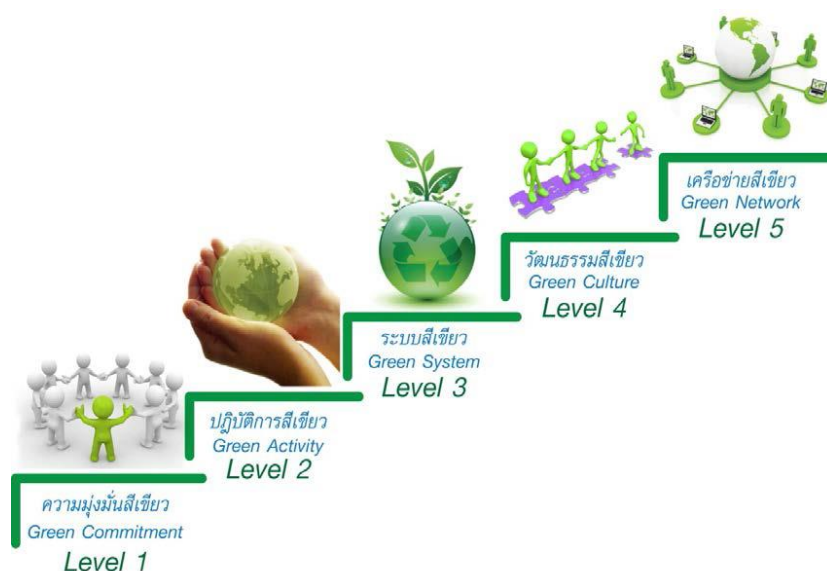 เครือข่ายสีเขียว
Green Network
Level 5
วัฒนธรรมสีเขียว
Green Culture
Level 4
ระบบสีเขียว
Green System
Level 3
ปฎิบัติการสีเขียว
Green Activity
Level 2
ความมุ่งมั่นสีเขียว
Green Commitment
Level 1